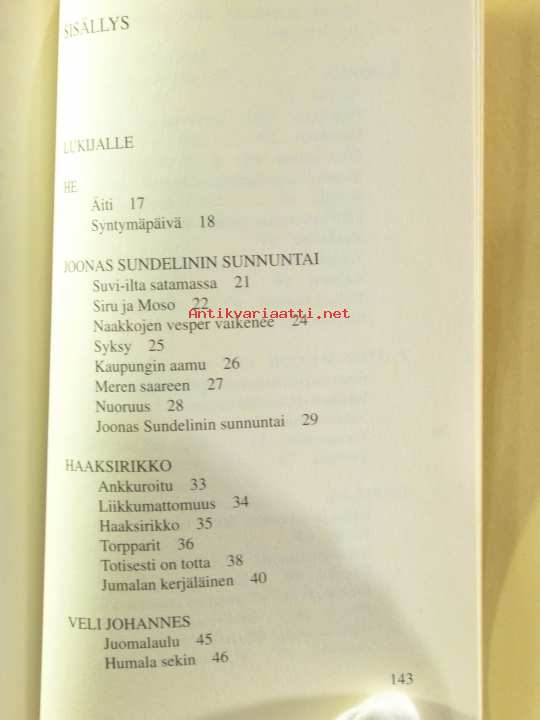 SISÄLLYS
LUKIJALLE
HE
Äiti 17
Syntymäpäivä 18
JOONAS SUNDELININ SUNNUNTAI
Suvi-ilta satamassa 21
Siru ja Moso 22
Antikvariaatti.net
Naakkojen vesper vaikenee 24
Syksy 25
Kaupungin aamu 26
Meren saareen 27
Nuoruus 28
Joonas Sundelinin sunnuntai 29
HAAKSIRIKKO
Ankkuroitu 33
Liikkumattomuus 34
Haaksirikko 35
Torpparit 36
Totisesti on totta 38
Jumalan kerjäläinen 40
VELI JOHANNES
Juomalaulu 45
Humala sekin 46
143